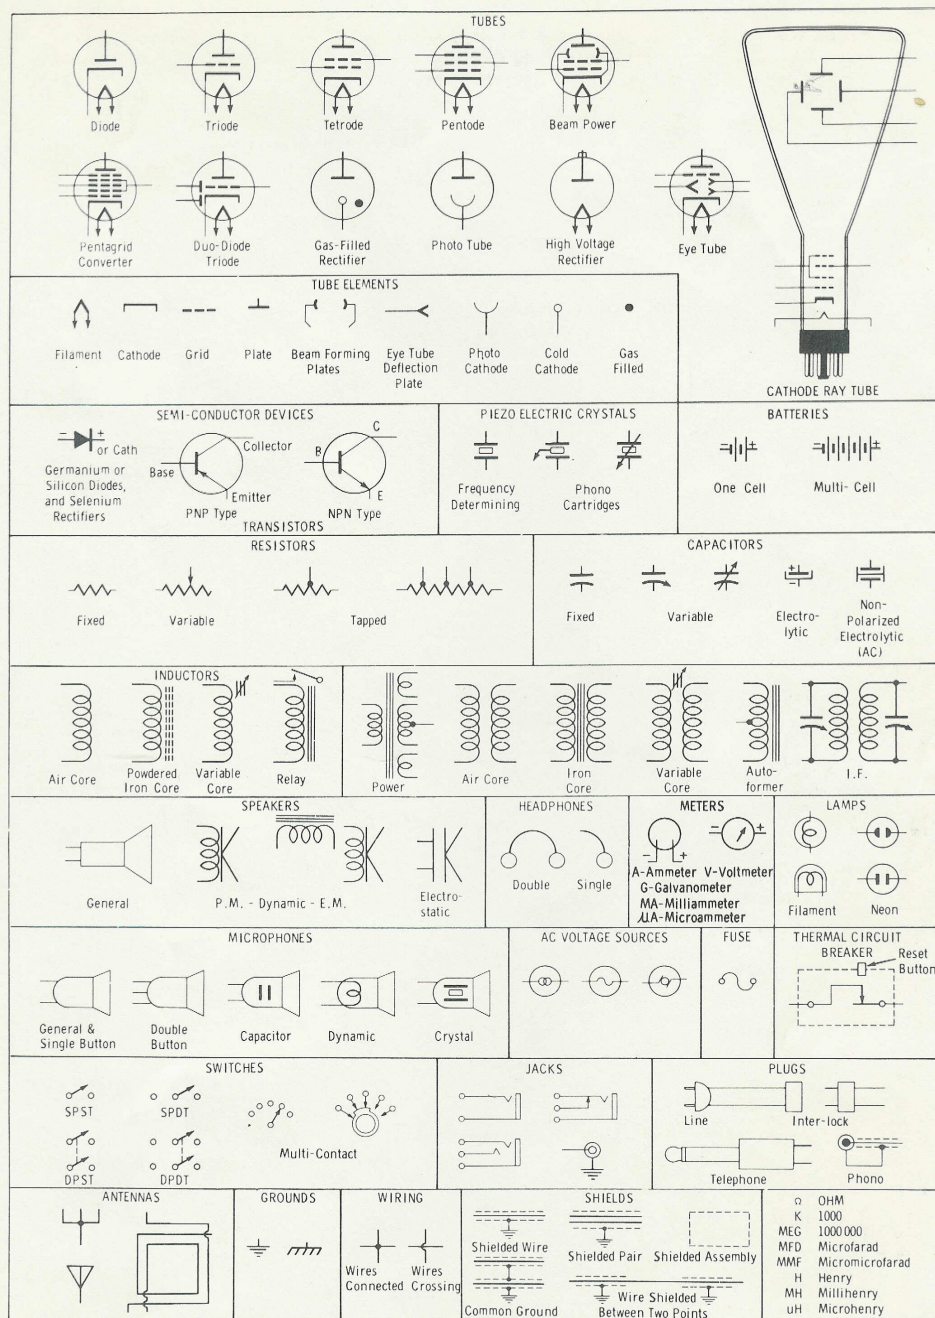 TUBES
Diode
Triode
Tetrode
Pentode
Beam Power
Pentagrid
Converter
Duo-Diode
Triode
Gas-Filled
Rectifier
Photo Tube
High Voltage
Rectifier
Eye Tube
CATHODE RAY TUBE
TUBE ELEMENTS
Filament
Cathode
Grid
Plate
Beam Forming
Plates
Eye Tube
Deflection
Plate
Photo
Cathode
Cold
Cathode
Gas
Filled
SEMI-CONDUCTOR DEVICES
- +
or Cath
Germanium or
Silicon Diodes,
and Selenium
Rectifiers
Collector
Base
Emitter
PNP Type
C
B
E
NPN Type
TRANSISTORS
PIEZO ELECTRIC CRYSTALS
Frequency
Determining
Phono
Cartridges
BATTERIES
- +
One Cell
- +
Multi- Cell
RESISTORS
Fixed
Variable
Tapped
CAPACITORS
Fixed
Variable
+
-
Electro-
lytic
Non-
Polarized
Electrolytic
(AC)
INDUCTORS
Air Core
Powdered
Iron Core
Variable
Core
Relay
Power
Air Core
Iron
Core
Variable
Core
Auto-
former
I.F.
SPEAKERS
General
P.M. - Dynamic - E.M.
Electro-
static
HEADPHONES
Double
Single
METERS
- +
- +
A-Ammeter V-Voltmeter
G-Galvanometer
MA-Milliammeter
µA-Microammeter
LAMPS
Filament
Neon
MICROPHONES
General &
Single Button
Double
Button
Capacitor
Dynamic
Crystal
AC VOLTAGE SOURCES
FUSE
THERMAL CIRCUIT
BREAKER
Reset
Button
SWITCHES
SPST
SPDT
DPST
DPDT
Multi-Contact
JACKS
PLUGS
Line
Inter-lock
Telephone
Phono
ANTENNAS
GROUNDS
WIRING
Wires
Connected
Wires
Crossing
SHIELDS
Shielded Wire
Shielded Pair
Shielded Assembly
Common Ground
Wire Shielded
Between Two Points
Ω OHM
K 1000
MEG 1000 000
MFD Microfarad
MMF Micromicrofarad
H Henry
MH Millihenry
uH Microhenry